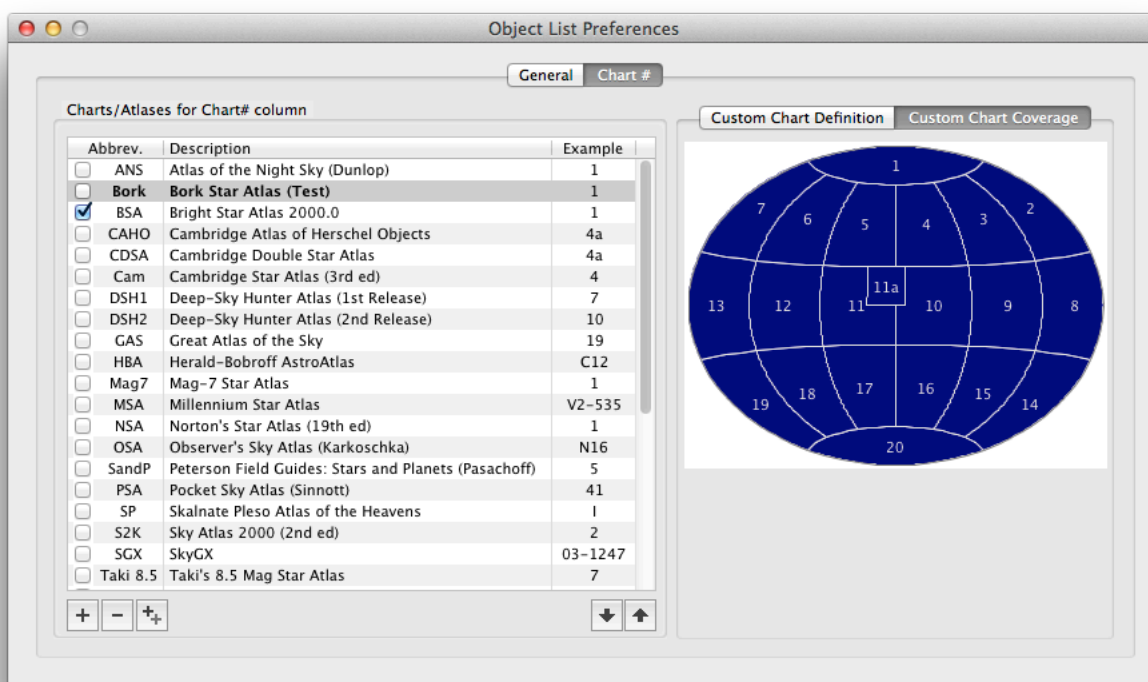 Object List Preferences
General Chart #
Charts/Atlases for Chart# column
Abbrev. Description Example
ANS Atlas of the Night Sky (Dunlop) 1
Bork Bork Star Atlas (Test) 1
BSA Bright Star Atlas 2000.0 1
CAHO Cambridge Atlas of Herschel Objects 4a
CDSA Cambridge Double Star Atlas 4a
Cam Cambridge Star Atlas (3rd ed) 4
DSH1 Deep-Sky Hunter Atlas (1st Release) 7
DSH2 Deep-Sky Hunter Atlas (2nd Release) 10
GAS Great Atlas of the Sky 19
HBA Herald-Bobroff AstroAtlas C12
Mag7 Mag-7 Star Atlas 1
MSA Millennium Star Atlas V2-535
NSA Norton's Star Atlas (19th ed) 1
OSA Observer's Sky Atlas (Karkoschka) N16
SandP Peterson Field Guides: Stars and Planets (Pasachoff) 5
PSA Pocket Sky Atlas (Sinnott) 41
SP Skalnate Pleso Atlas of the Heavens I
S2K Sky Atlas 2000 (2nd ed) 2
SGX SkyGX 03-1247
Taki 8.5 Taki's 8.5 Mag Star Atlas 7
Custom Chart Definition Custom Chart Coverage
1
7 6 5 4 3 2
11a
13 12 11 10 9 8
19 18 17 16 15 14
20